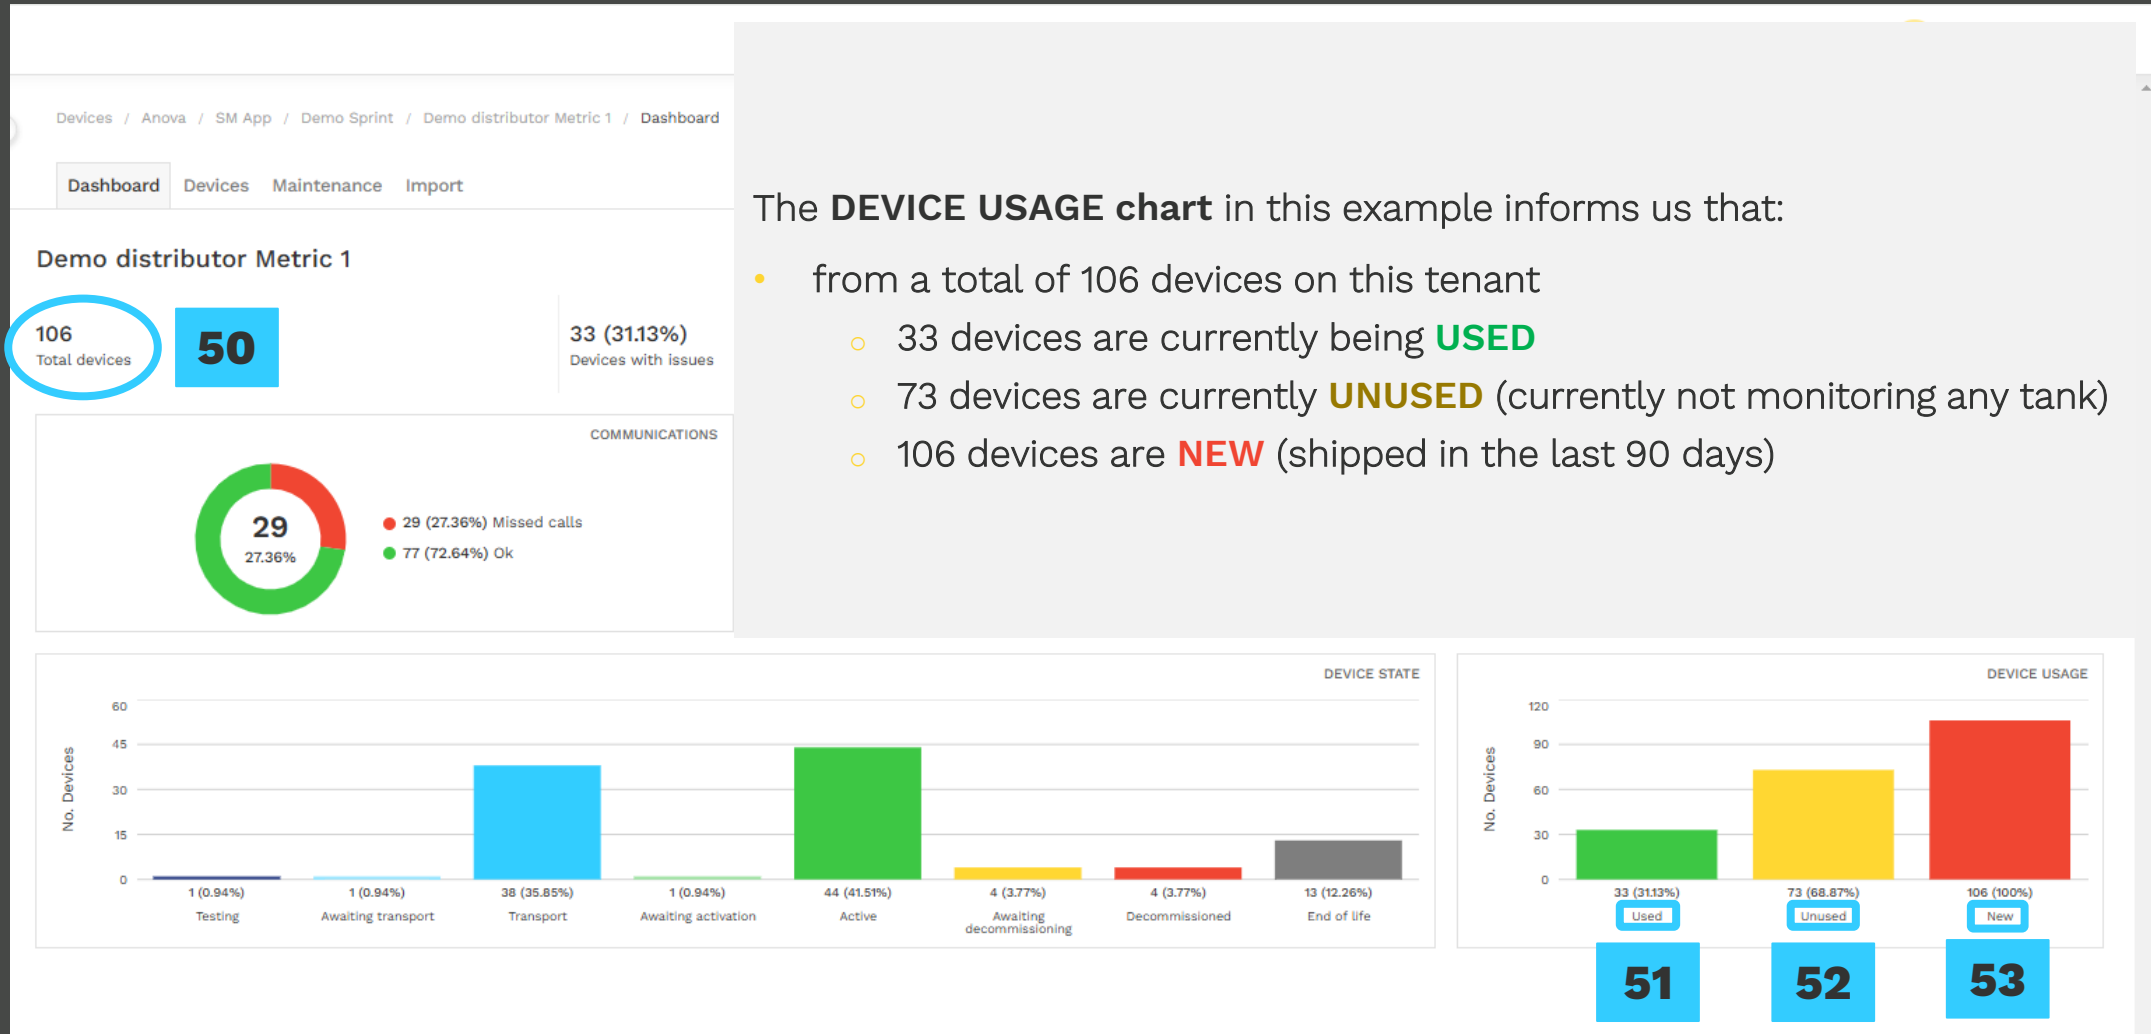 Devices / Anova / SM App / Demo Sprint / Demo distributor Metric 1 / Dashboard
Dashboard Devices Maintenance Import
The DEVICE USAGE chart in this example informs us that:
• from a total of 106 devices on this tenant
○ 33 devices are currently being USED
○ 73 devices are currently UNUSED (currently not monitoring any tank)
○ 106 devices are NEW (shipped in the last 90 days)
Demo distributor Metric 1
106
Total devices
50
33 (31.13%)
Devices with issues
COMMUNICATIONS
29
27.36%
29 (27.36%) Missed calls
77 (72.64%) Ok
DEVICE STATE
No. Devices
60
45
30
15
0
1 (0.94%)
Testing
1 (0.94%)
Awaiting transport
38 (35.85%)
Transport
1 (0.94%)
Awaiting activation
44 (41.51%)
Active
4 (3.77%)
Awaiting
decommissioning
4 (3.77%)
Decommissioned
13 (12.26%)
End of life
DEVICE USAGE
No. Devices
120
90
60
30
0
33 (31.13%)
Used
73 (68.87%)
Unused
106 (100%)
New
51
52
53